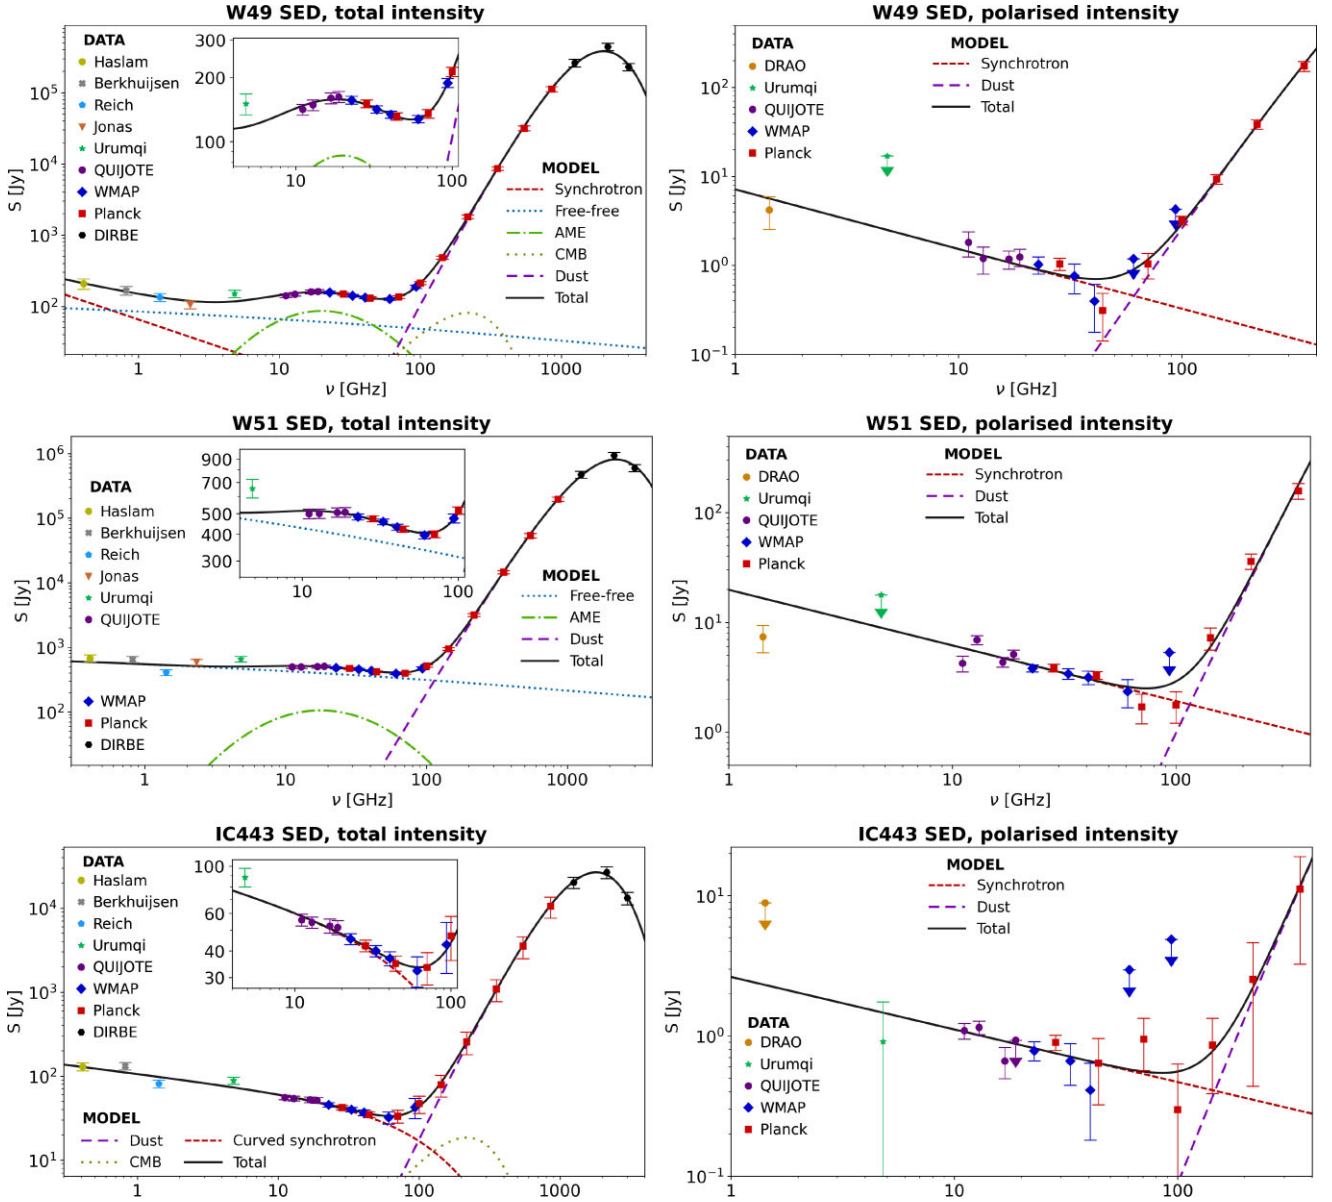 W49 SED, total intensity
DATA
Haslam
Berkhuijsen
Reich
Jonas
Urumqi
QUIJOTE
WMAP
Planck
DIRBE
MODEL
Synchrotron
Free-free
AME
CMB
Dust
Total
300
200
100
10
100
S [Jy]
10^5
10^4
10^3
10^2
1
10
100
1000
ν [GHz]
W49 SED, polarised intensity
DATA
DRAO
Urumqi
QUIJOTE
WMAP
Planck
MODEL
Synchrotron
Dust
Total
S [Jy]
10^2
10^1
10^0
10^−1
1
10
100
ν [GHz]
W51 SED, total intensity
DATA
Haslam
Berkhuijsen
Reich
Jonas
Urumqi
QUIJOTE
WMAP
Planck
DIRBE
MODEL
Free-free
AME
Dust
Total
900
700
500
400
300
10
100
S [Jy]
10^6
10^5
10^4
10^3
10^2
1
10
100
1000
ν [GHz]
W51 SED, polarised intensity
DATA
DRAO
Urumqi
QUIJOTE
WMAP
Planck
MODEL
Synchrotron
Dust
Total
S [Jy]
10^2
10^1
10^0
1
10
100
ν [GHz]
IC443 SED, total intensity
DATA
Haslam
Berkhuijsen
Reich
Urumqi
QUIJOTE
WMAP
Planck
DIRBE
MODEL
Dust
CMB
Curved synchrotron
Total
100
60
40
30
10
100
S [Jy]
10^4
10^3
10^2
10^1
1
10
100
1000
ν [GHz]
IC443 SED, polarised intensity
MODEL
Synchrotron
Dust
Total
DATA
DRAO
Urumqi
QUIJOTE
WMAP
Planck
S [Jy]
10^1
10^0
10^−1
1
10
100
ν [GHz]